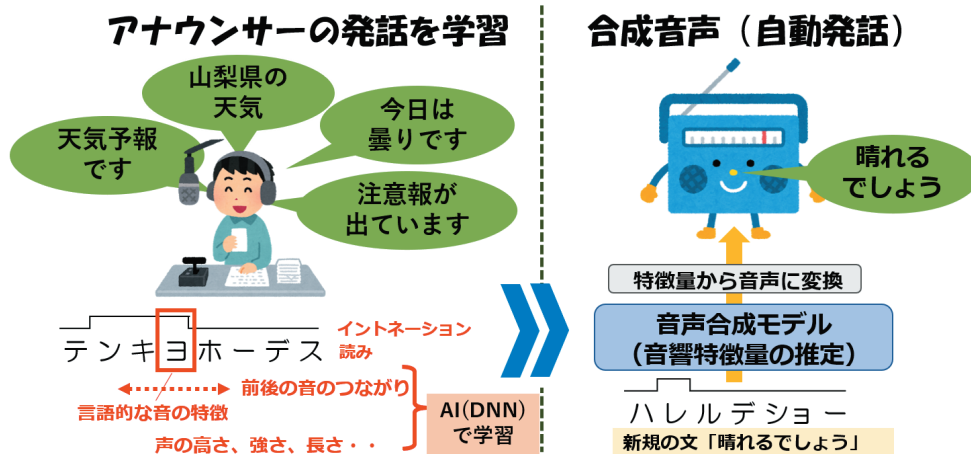 アナウンサーの発話を学習
山梨県の
天気
天気予報
です
今日は
曇りです
注意報が
出ています
イントネーション
読み
テンキヨホーデス
前後の音のつながり
言語的な音の特徴
声の高さ、強さ、長さ・・
AI(DNN)
で学習
合成音声（自動発話）
晴れる
でしょう
特徴量から音声に変換
音声合成モデル
（音響特徴量の推定）
ハレルデショー
新規の文「晴れるでしょう」